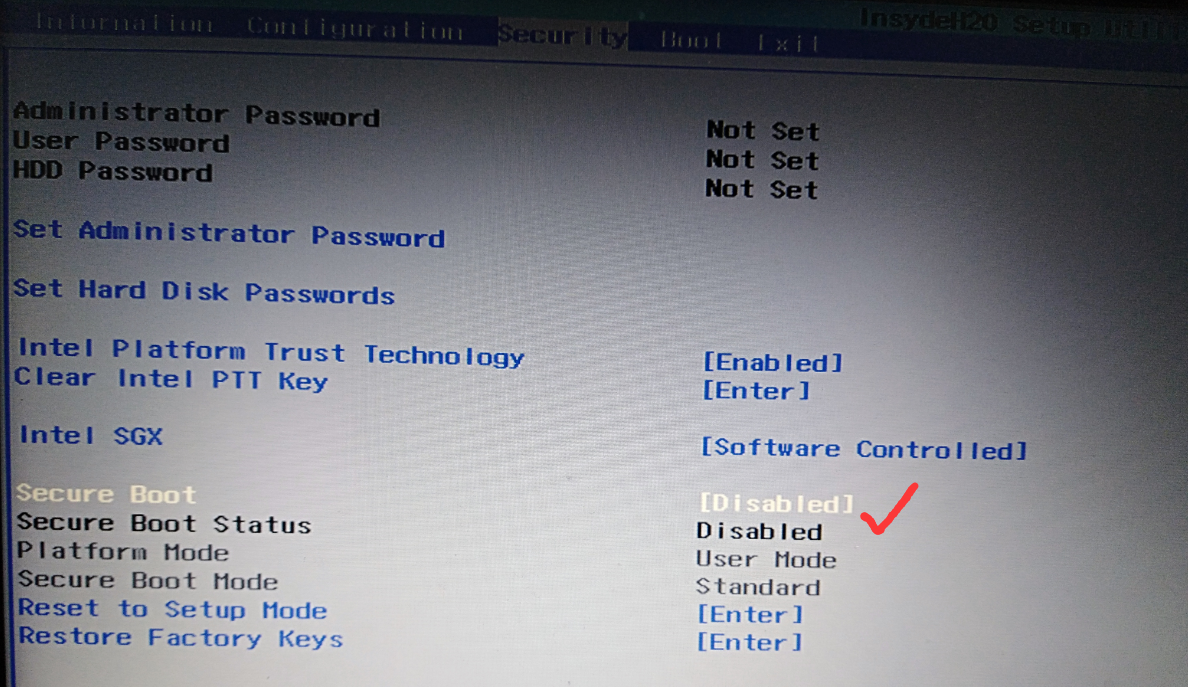 InsydeH20 Setup
Information Configuration Security Boot Exit
Administrator Password Not Set
User Password Not Set
HDD Password Not Set
Set Administrator Password
Set Hard Disk Passwords
Intel Platform Trust Technology [Enabled]
Clear Intel PTT Key [Enter]
Intel SGX [Software Controlled]
Secure Boot [Disabled]
Secure Boot Status Disabled
Platform Mode User Mode
Secure Boot Mode Standard
Reset to Setup Mode [Enter]
Restore Factory Keys [Enter]